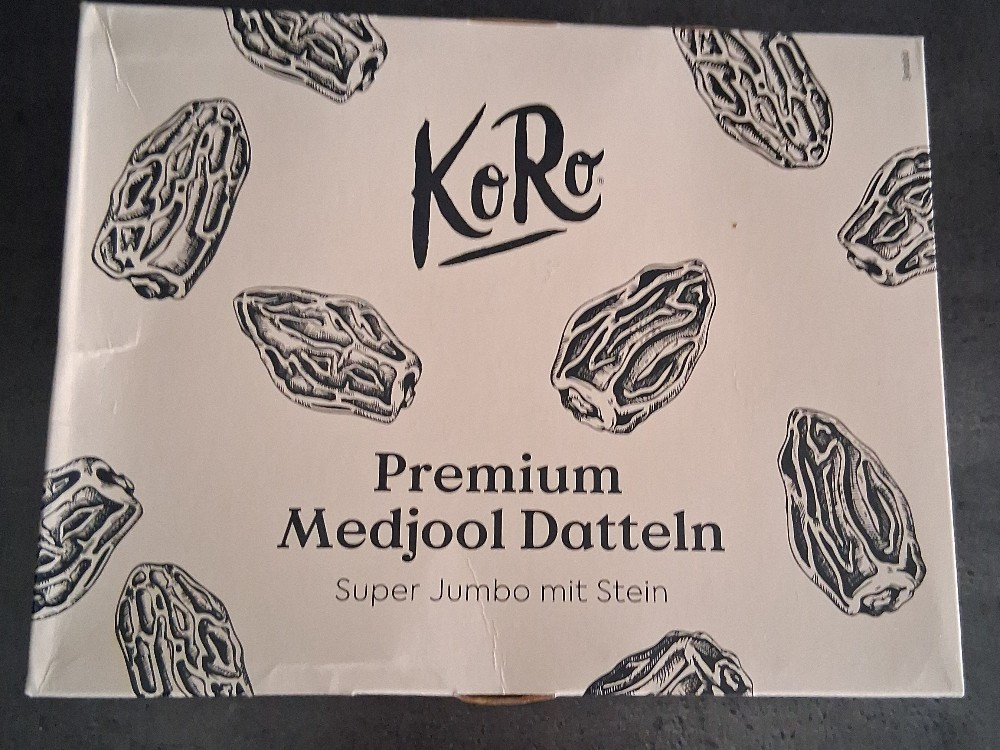 KoRo
Premium
Medjool Datteln
Super Jumbo mit Stein